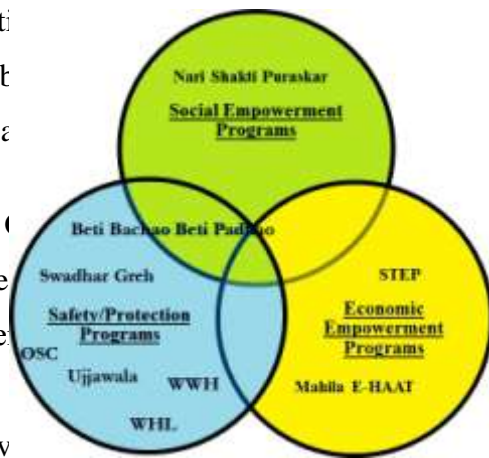 Nari Shakti Puraskar
Social Empowerment
Programs
Beti Bachao Beti Padhao
Swadhar Greh
STEP
Safety/Protection
Programs
Economic
Empowerment
Programs
OSC
Ujjawala
WWH
Mahila E-HAAT
WHL